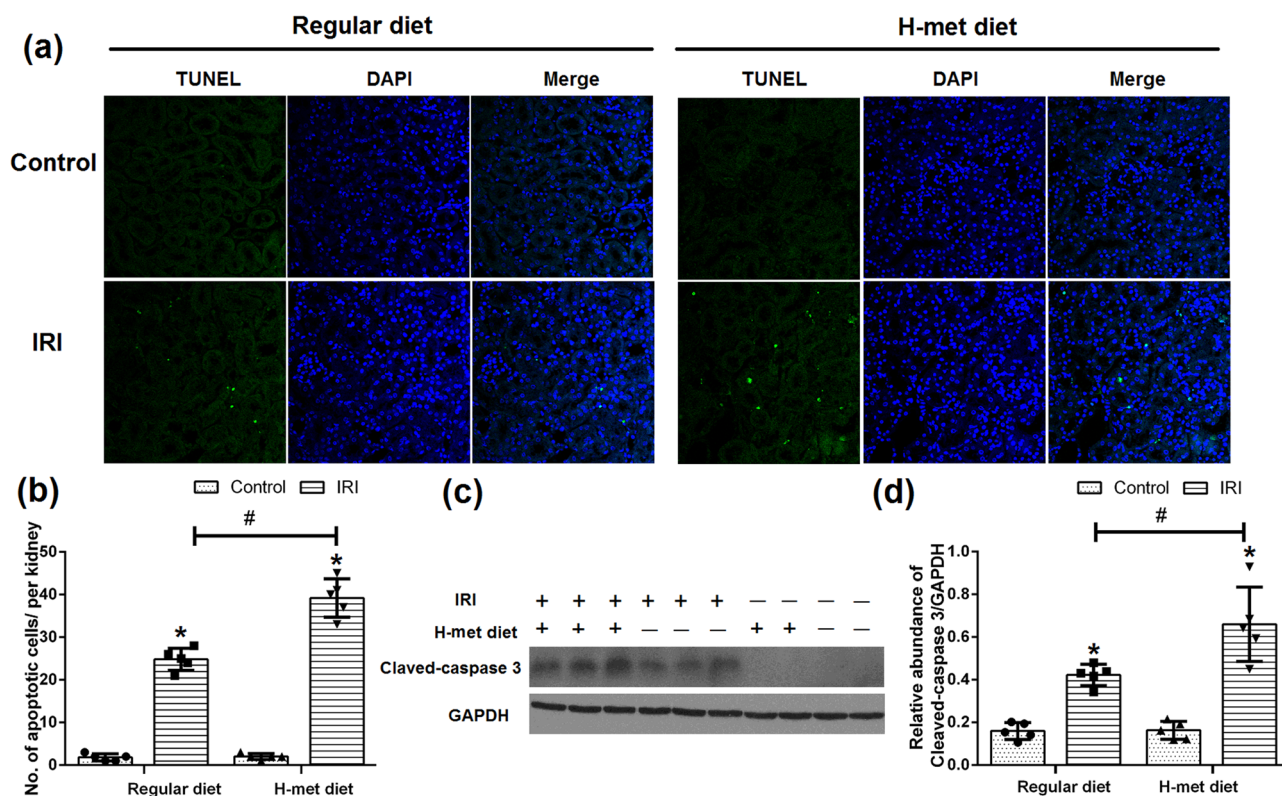 (a)
Regular diet
H-met diet
TUNEL DAPI Merge TUNEL DAPI Merge
Control
IRI
(b)
Control IRI
#
No. of apoptotic cells/ per kidney
50
40
30
20
10
0
* *
Regular diet H-met diet
(c)
IRI + + + + + + — — — —
H-met diet + + + — — — + + — —
Claved-caspase 3
GAPDH
(d)
Control IRI
#
Relative abundance of
Cleaved-caspase 3/GAPDH
1.0
0.8
0.6
0.4
0.2
0.0
* *
Regular diet H-met diet